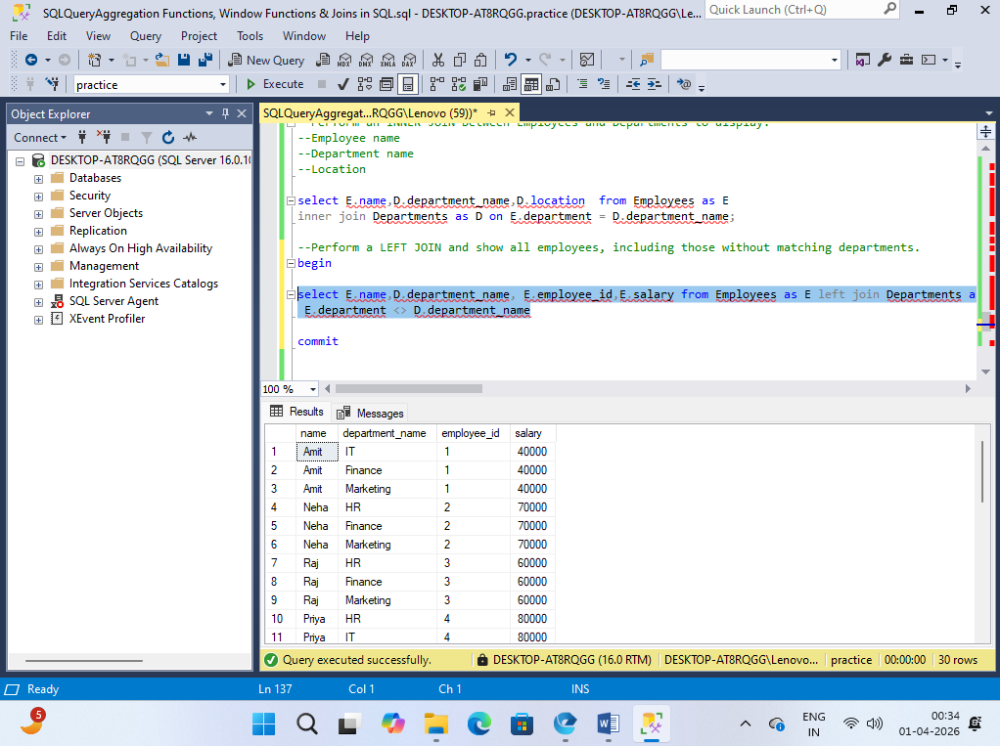 SQLQueryAggregation Functions, Window Functions & Joins in SQL.sql - DESKTOP-AT8RQGG.practice (DESKTOP-AT8RQGG\Le...
Quick Launch (Ctrl+Q)
File Edit View Query Project Tools Window Help
New Query
MDX DMX XMLA DAX
practice
Execute
Object Explorer
Connect
DESKTOP-AT8RQGG (SQL Server 16.0.10
Databases
Security
Server Objects
Replication
Always On High Availability
Management
Integration Services Catalogs
SQL Server Agent
XEvent Profiler
SQLQueryAggregat...RQGG\Lenovo (59))*
--Perform an INNER JOIN between Employees and Departments to display:
--Employee name
--Department name
--Location
select E.name,D.department_name,D.location from Employees as E
inner join Departments as D on E.department = D.department_name;
--Perform a LEFT JOIN and show all employees, including those without matching departments.
begin
select E.name,D.department_name, E.employee_id,E.salary from Employees as E left join Departments a
E.department <> D.department_name
commit
100 %
Results Messages
name department_name employee_id salary
1 Amit IT 1 40000
2 Amit Finance 1 40000
3 Amit Marketing 1 40000
4 Neha HR 2 70000
5 Neha Finance 2 70000
6 Neha Marketing 2 70000
7 Raj HR 3 60000
8 Raj Finance 3 60000
9 Raj Marketing 3 60000
10 Priya HR 4 80000
11 Priya IT 4 80000
Query executed successfully. DESKTOP-AT8RQGG (16.0 RTM) DESKTOP-AT8RQGG\Lenovo... practice 00:00:00 30 rows
Ready Ln 137 Col 1 Ch 1 INS
5
ENG
IN
00:34
01-04-2026